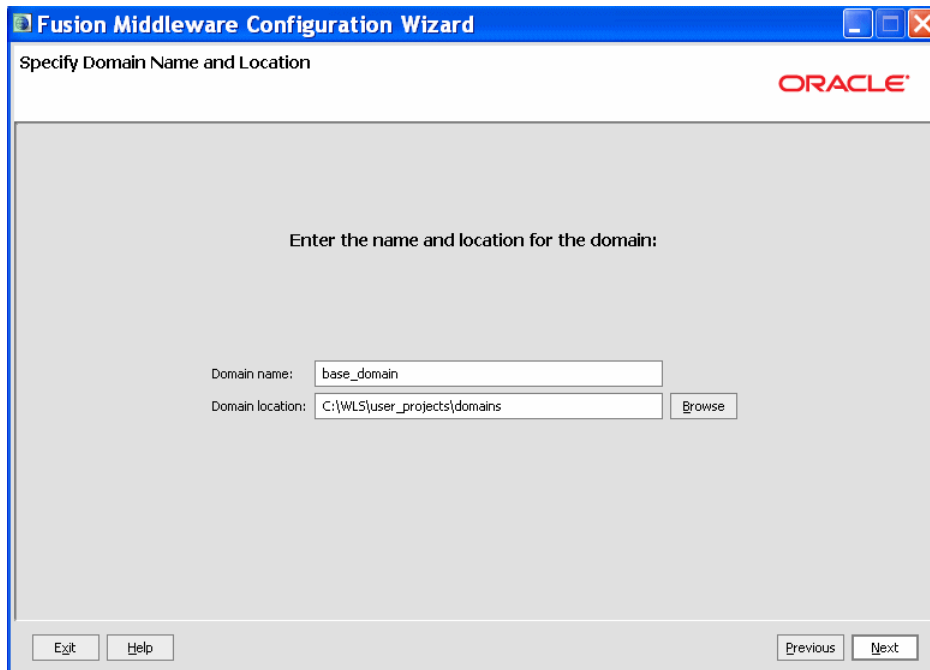 Fusion Middleware Configuration Wizard
Specify Domain Name and Location
ORACLE
Enter the name and location for the domain:
Domain name: base_domain
Domain location: C:\WLS\user_projects\domains Browse
Exit Help Previous Next